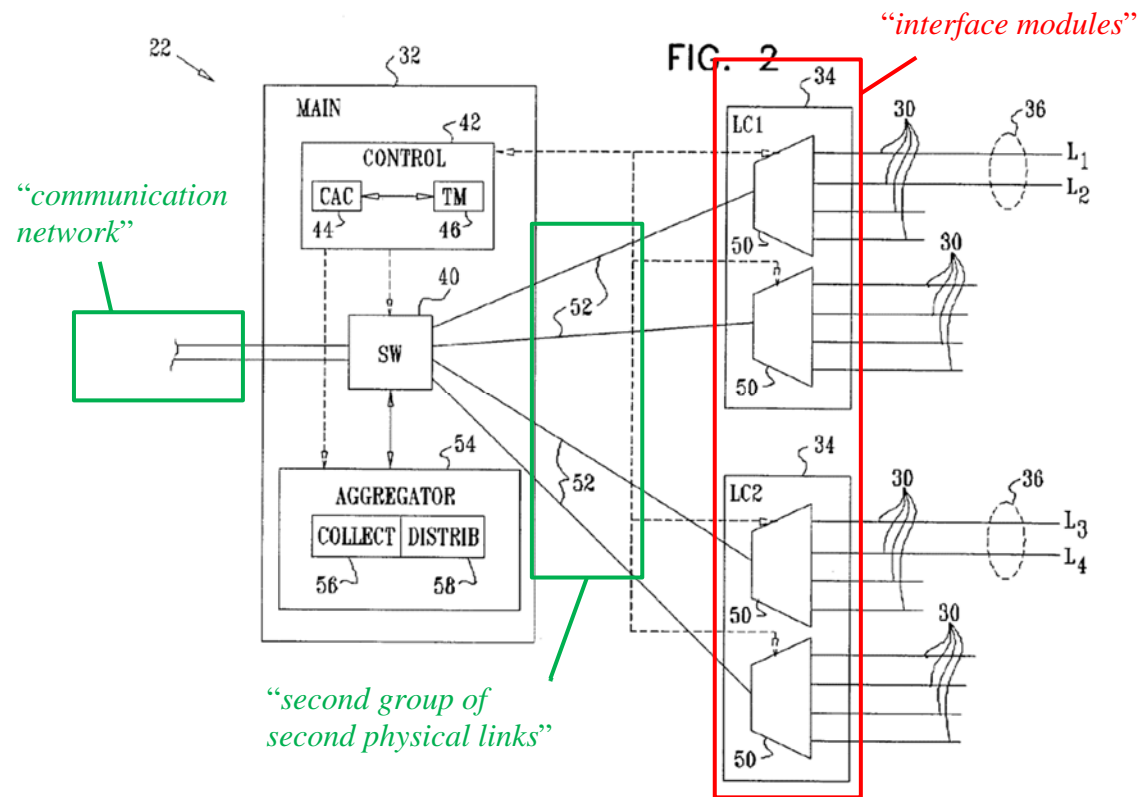 “interface modules”
FIG. 2
22
32
34
MAIN
42
CONTROL
CAC
TM
44
46
“communication
network”
LC1
30
36
L1
L2
50
30
40
SW
52
52
50
54
AGGREGATOR
COLLECT
DISTRIB
56
58
52
34
LC2
30
36
L3
L4
50
30
50
“second group of
second physical links”